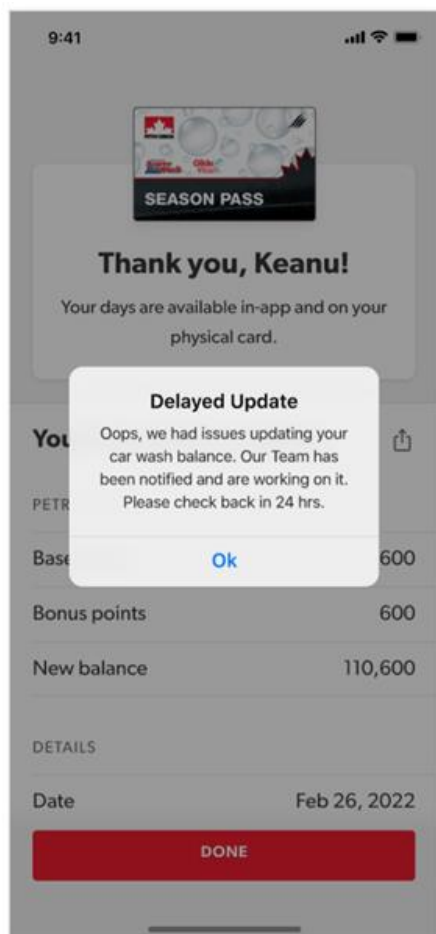 9:41
SEASON PASS
Thank you, Keanu!
Your days are available in-app and on your
physical card.
Delayed Update
Oops, we had issues updating your
car wash balance. Our Team has
been notified and are working on it.
Please check back in 24 hrs.
Ok
You
PETR
Base 600
Bonus points 600
New balance 110,600
DETAILS
Date Feb 26, 2022
DONE